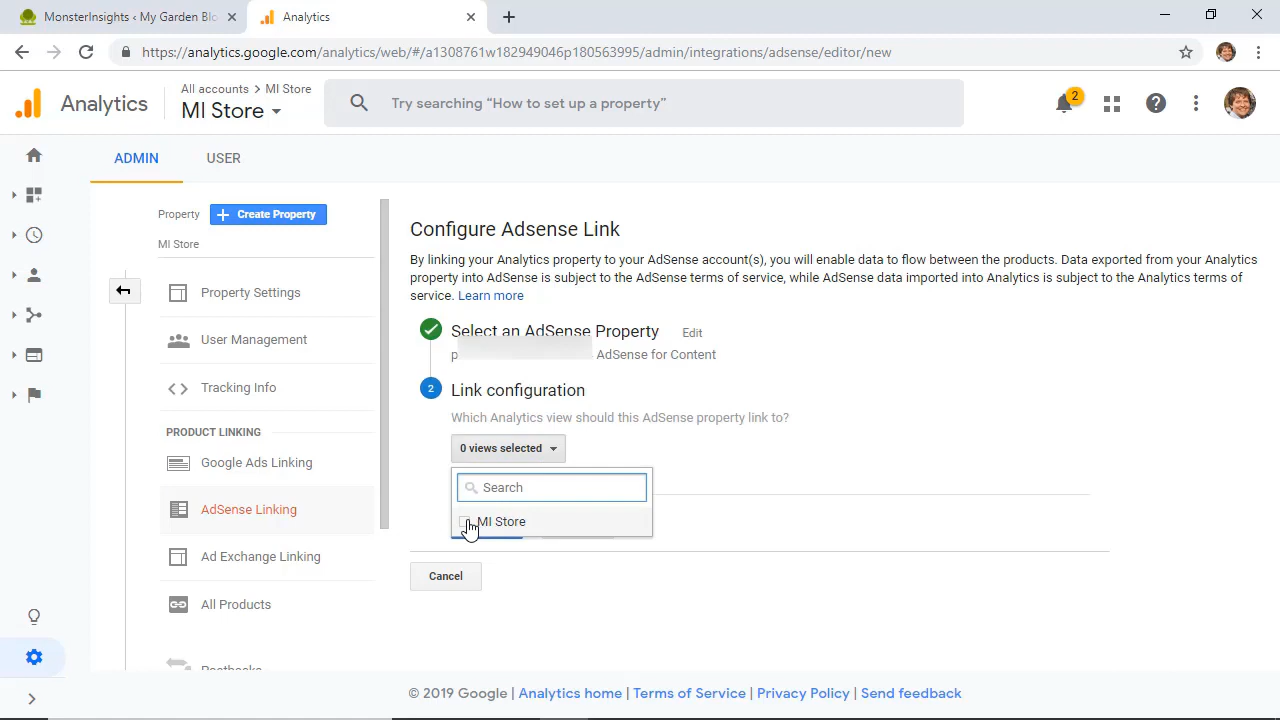 MonsterInsights ‹ My Garden Blo
Analytics
https://analytics.google.com/analytics/web/#/a1308761w182949046p180563995/admin/integrations/adsense/editor/new
Analytics
All accounts > MI Store
MI Store
Try searching “How to set up a property”
2
ADMIN
USER
Property
Create Property
MI Store
Property Settings
User Management
Tracking Info
PRODUCT LINKING
Google Ads Linking
AdSense Linking
Ad Exchange Linking
All Products
Postbacks
Configure Adsense Link
By linking your Analytics property to your AdSense account(s), you will enable data to flow between the products. Data exported from your Analytics
property into AdSense is subject to the AdSense terms of service, while AdSense data imported into Analytics is subject to the Analytics terms of
service. Learn more
Select an AdSense Property Edit
p AdSense for Content
2 Link configuration
Which Analytics view should this AdSense property link to?
0 views selected
Search
MI Store
Cancel
© 2019 Google | Analytics home | Terms of Service | Privacy Policy | Send feedback